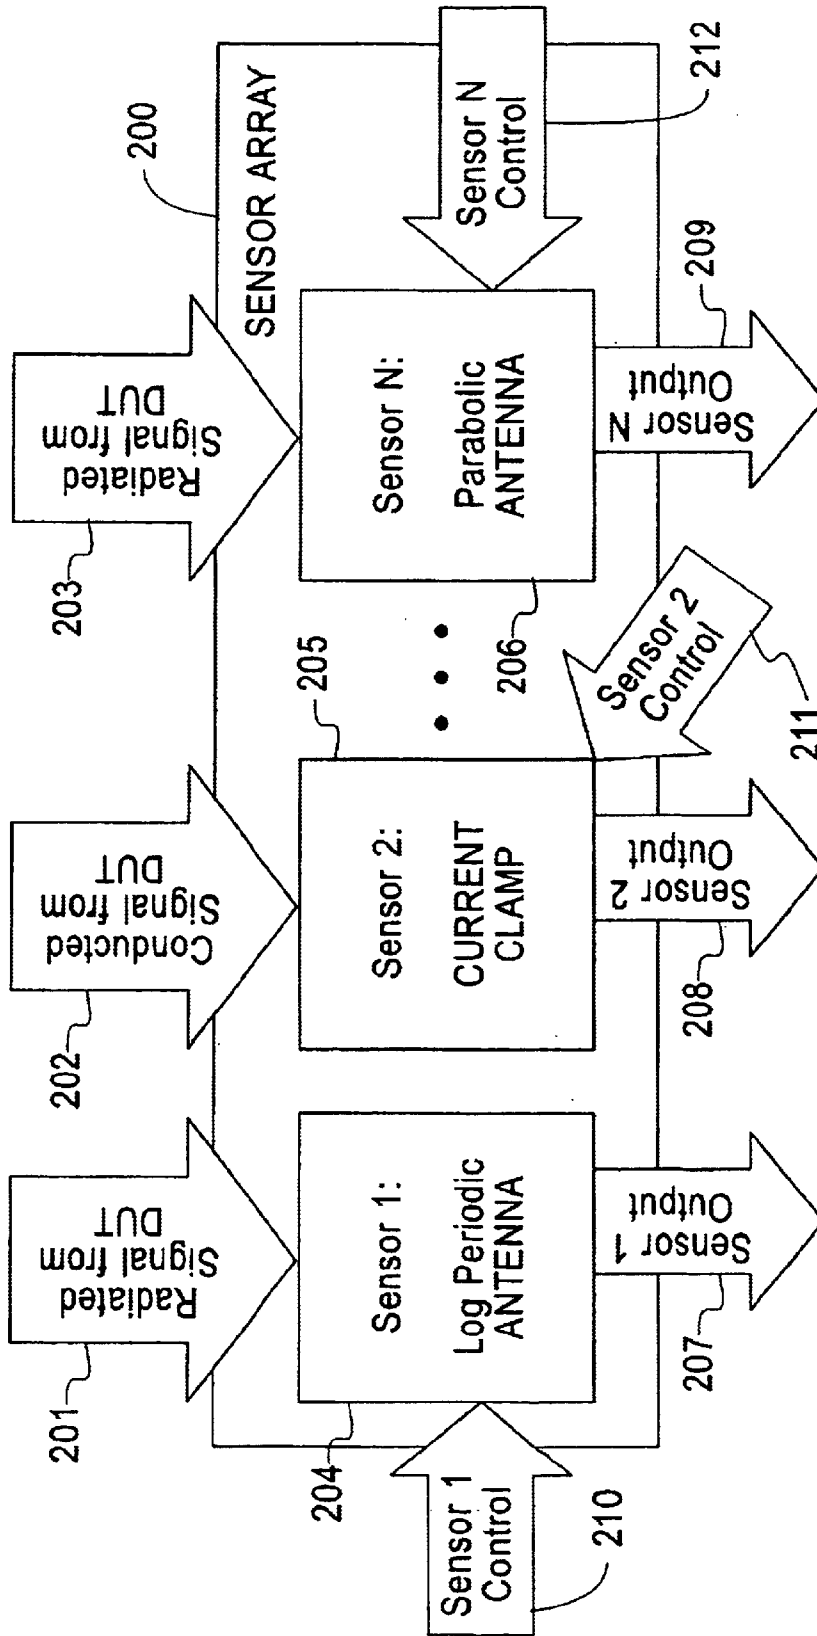 200
SENSOR ARRAY
201
Radiated
Signal from
DUT
202
Conducted
Signal from
DUT
203
Radiated
Signal from
DUT
204
Sensor 1:
Log Periodic
ANTENNA
205
Sensor 2:
CURRENT
CLAMP
206
Sensor N:
Parabolic
ANTENNA
Sensor 1
Control
210
Sensor 2
Control
211
Sensor N
Control
212
207
Sensor 1
Output
208
Sensor 2
Output
209
Sensor N
Output